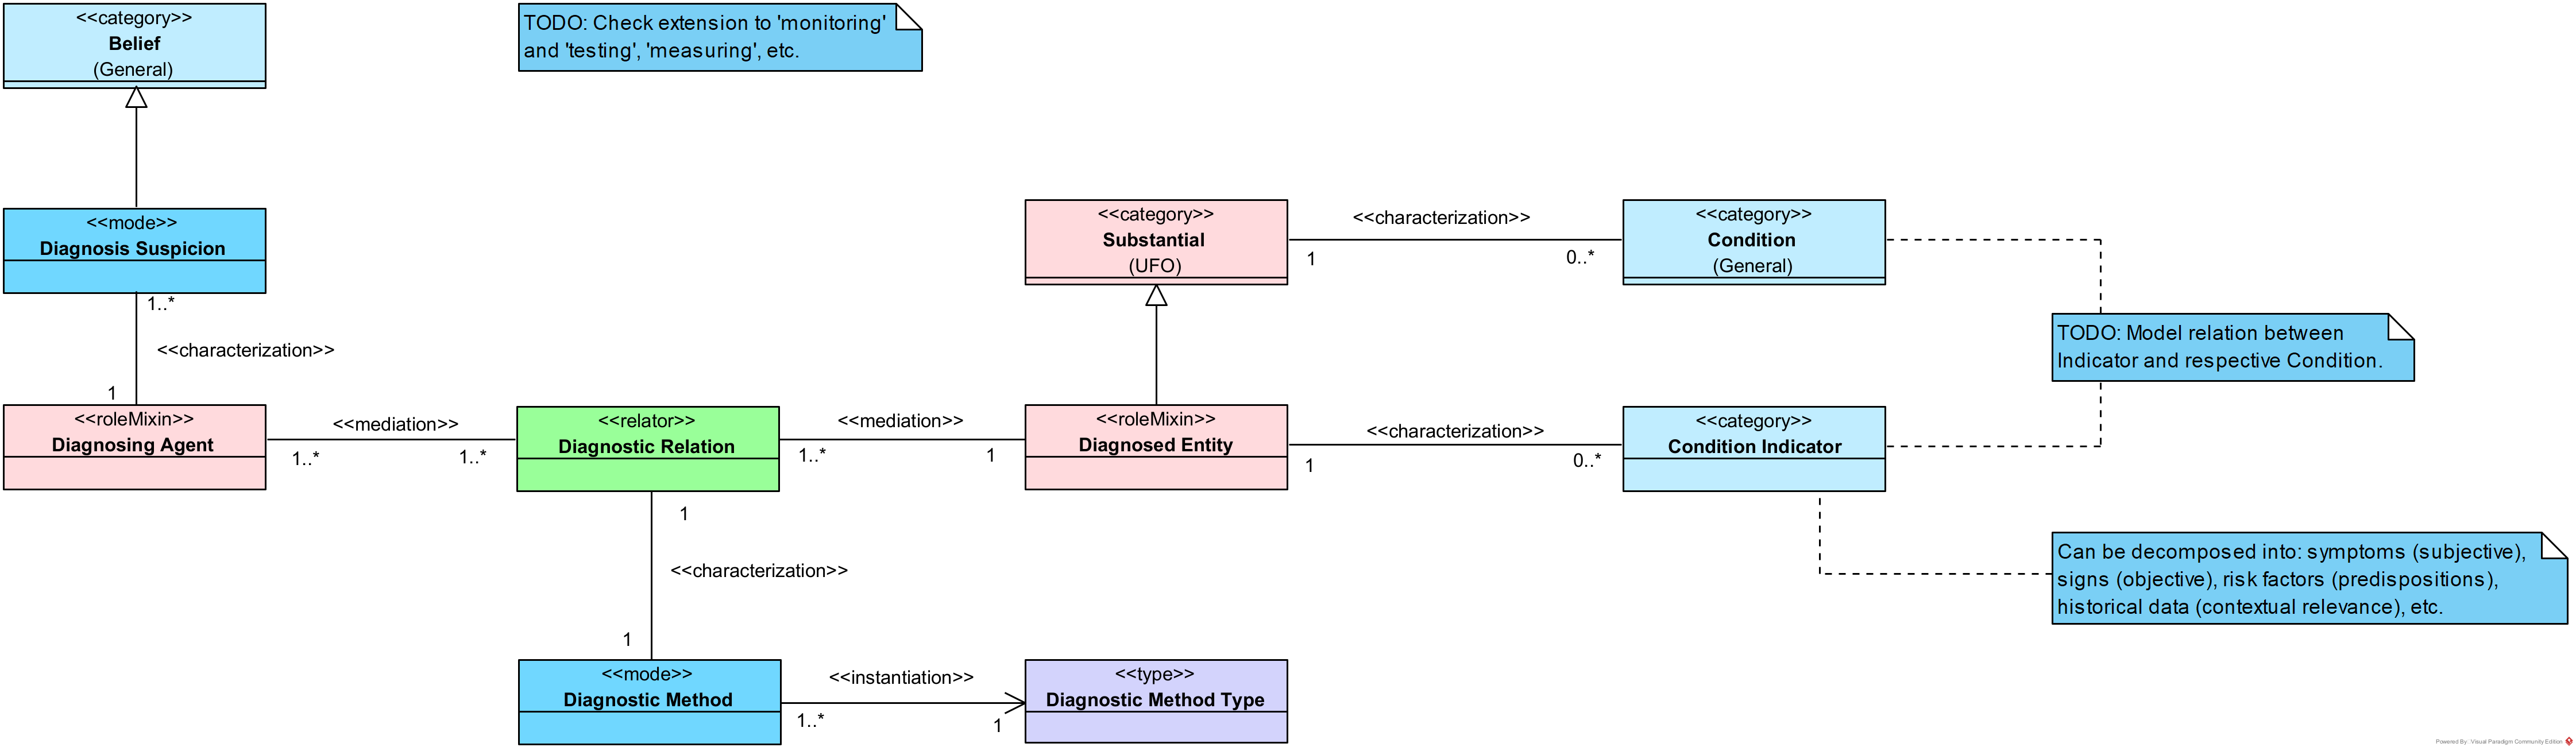 <<category>>
Belief
(General)
TODO: Check extension to 'monitoring'
and 'testing', 'measuring', etc.
<<mode>>
Diagnosis Suspicion
1..*
<<characterization>>
1
<<category>>
Substantial
(UFO)
<<characterization>>
1
0..*
<<category>>
Condition
(General)
TODO: Model relation between
Indicator and respective Condition.
<<roleMixin>>
Diagnosing Agent
<<mediation>>
1..*
1..*
<<relator>>
Diagnostic Relation
<<mediation>>
1..*
1
<<roleMixin>>
Diagnosed Entity
<<characterization>>
1
0..*
<<category>>
Condition Indicator
1
<<characterization>>
1
Can be decomposed into: symptoms (subjective),
signs (objective), risk factors (predispositions),
historical data (contextual relevance), etc.
<<mode>>
Diagnostic Method
<<instantiation>>
1..*
1
<<type>>
Diagnostic Method Type
Powered By: Visual Paradigm Community Edition